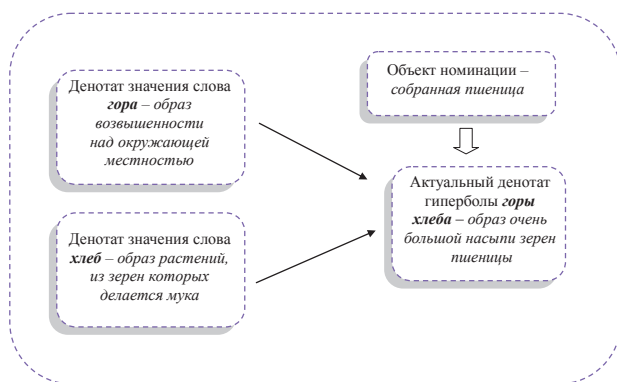 Денотат значения слова
гора – образ
возвышенности
над окружающей
местностью
Объект номинации –
собранная пшеница
Денотат значения слова
хлеб – образ растений,
из зерен которых
делается мука
Актуальный денотат
гиперболы горы
хлеба – образ очень
большой насыпи зерен
пшеницы